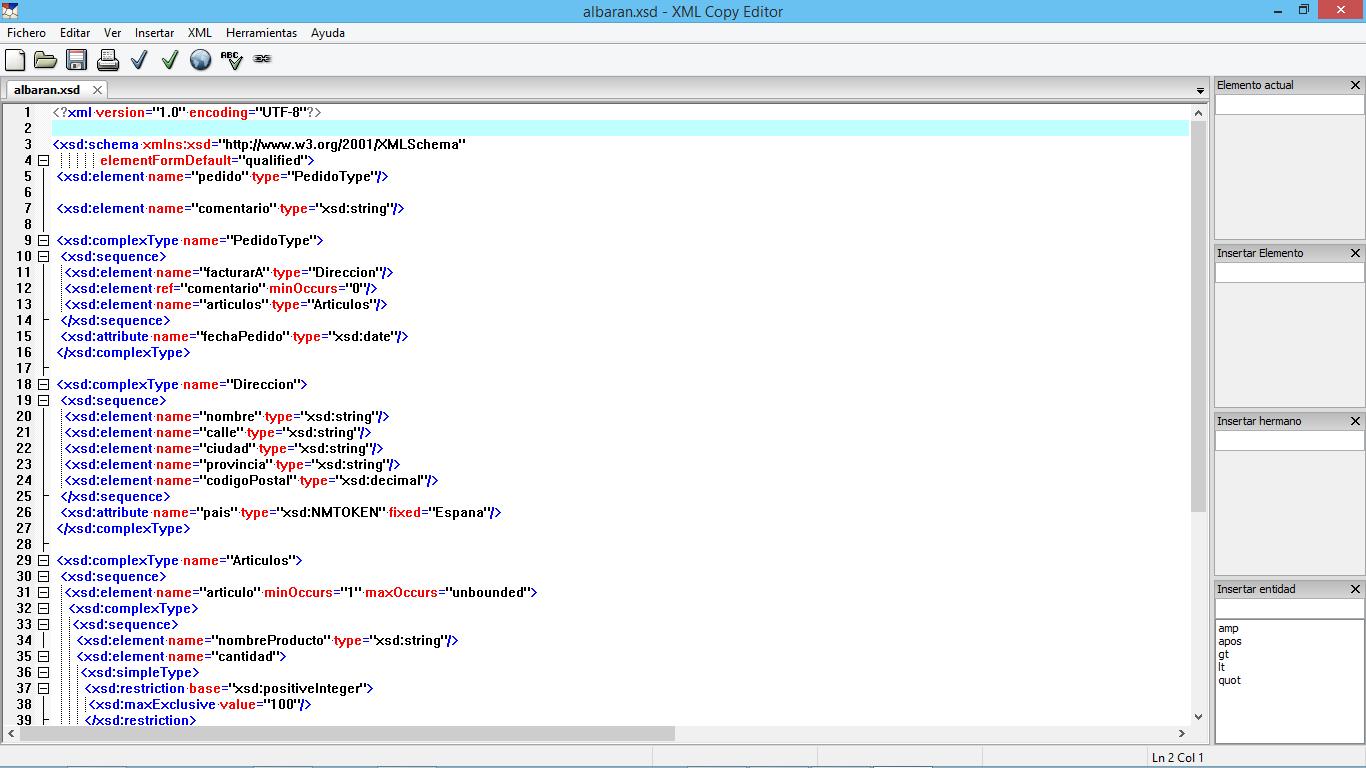 albaran.xsd - XML Copy Editor
Fichero Editar Ver Insertar XML Herramientas Ayuda
ABC
albaran.xsd
1 <?xml version="1.0" encoding="UTF-8"?>
2
3 <xsd:schema xmlns:xsd="http://www.w3.org/2001/XMLSchema"
4 elementFormDefault="qualified">
5 <xsd:element name="pedido" type="PedidoType"/>
6
7 <xsd:element name="comentario" type="xsd:string"/>
8
9 <xsd:complexType name="PedidoType">
10 <xsd:sequence>
11 <xsd:element name="facturarA" type="Direccion"/>
12 <xsd:element ref="comentario" minOccurs="0"/>
13 <xsd:element name="articulos" type="Articulos"/>
14 </xsd:sequence>
15 <xsd:attribute name="fechaPedido" type="xsd:date"/>
16 </xsd:complexType>
17
18 <xsd:complexType name="Direccion">
19 <xsd:sequence>
20 <xsd:element name="nombre" type="xsd:string"/>
21 <xsd:element name="calle" type="xsd:string"/>
22 <xsd:element name="ciudad" type="xsd:string"/>
23 <xsd:element name="provincia" type="xsd:string"/>
24 <xsd:element name="codigoPostal" type="xsd:decimal"/>
25 </xsd:sequence>
26 <xsd:attribute name="pais" type="xsd:NMTOKEN" fixed="Espana"/>
27 </xsd:complexType>
28
29 <xsd:complexType name="Articulos">
30 <xsd:sequence>
31 <xsd:element name="articulo" minOccurs="1" maxOccurs="unbounded">
32 <xsd:complexType>
33 <xsd:sequence>
34 <xsd:element name="nombreProducto" type="xsd:string"/>
35 <xsd:element name="cantidad">
36 <xsd:simpleType>
37 <xsd:restriction base="xsd:positiveInteger">
38 <xsd:maxExclusive value="100"/>
39 </xsd:restriction>
Elemento actual
Insertar Elemento
Insertar hermano
Insertar entidad
amp
apos
gt
lt
quot
Ln 2 Col 1